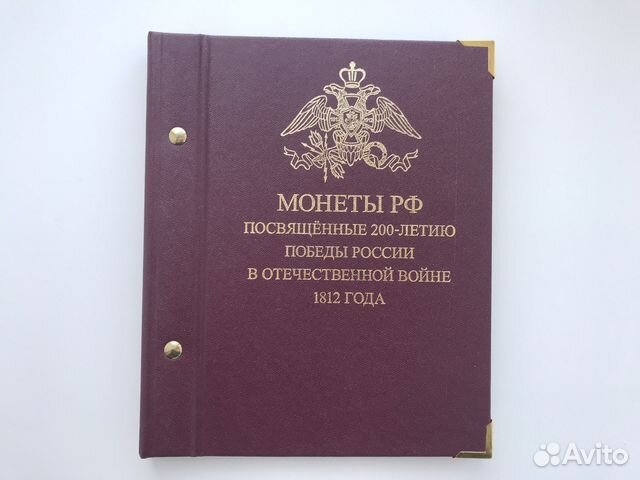 МОНЕТЫ РФ
ПОСВЯЩЁННЫЕ 200-ЛЕТИЮ
ПОБЕДЫ РОССИИ
В ОТЕЧЕСТВЕННОЙ ВОЙНЕ
1812 ГОДА
Avito